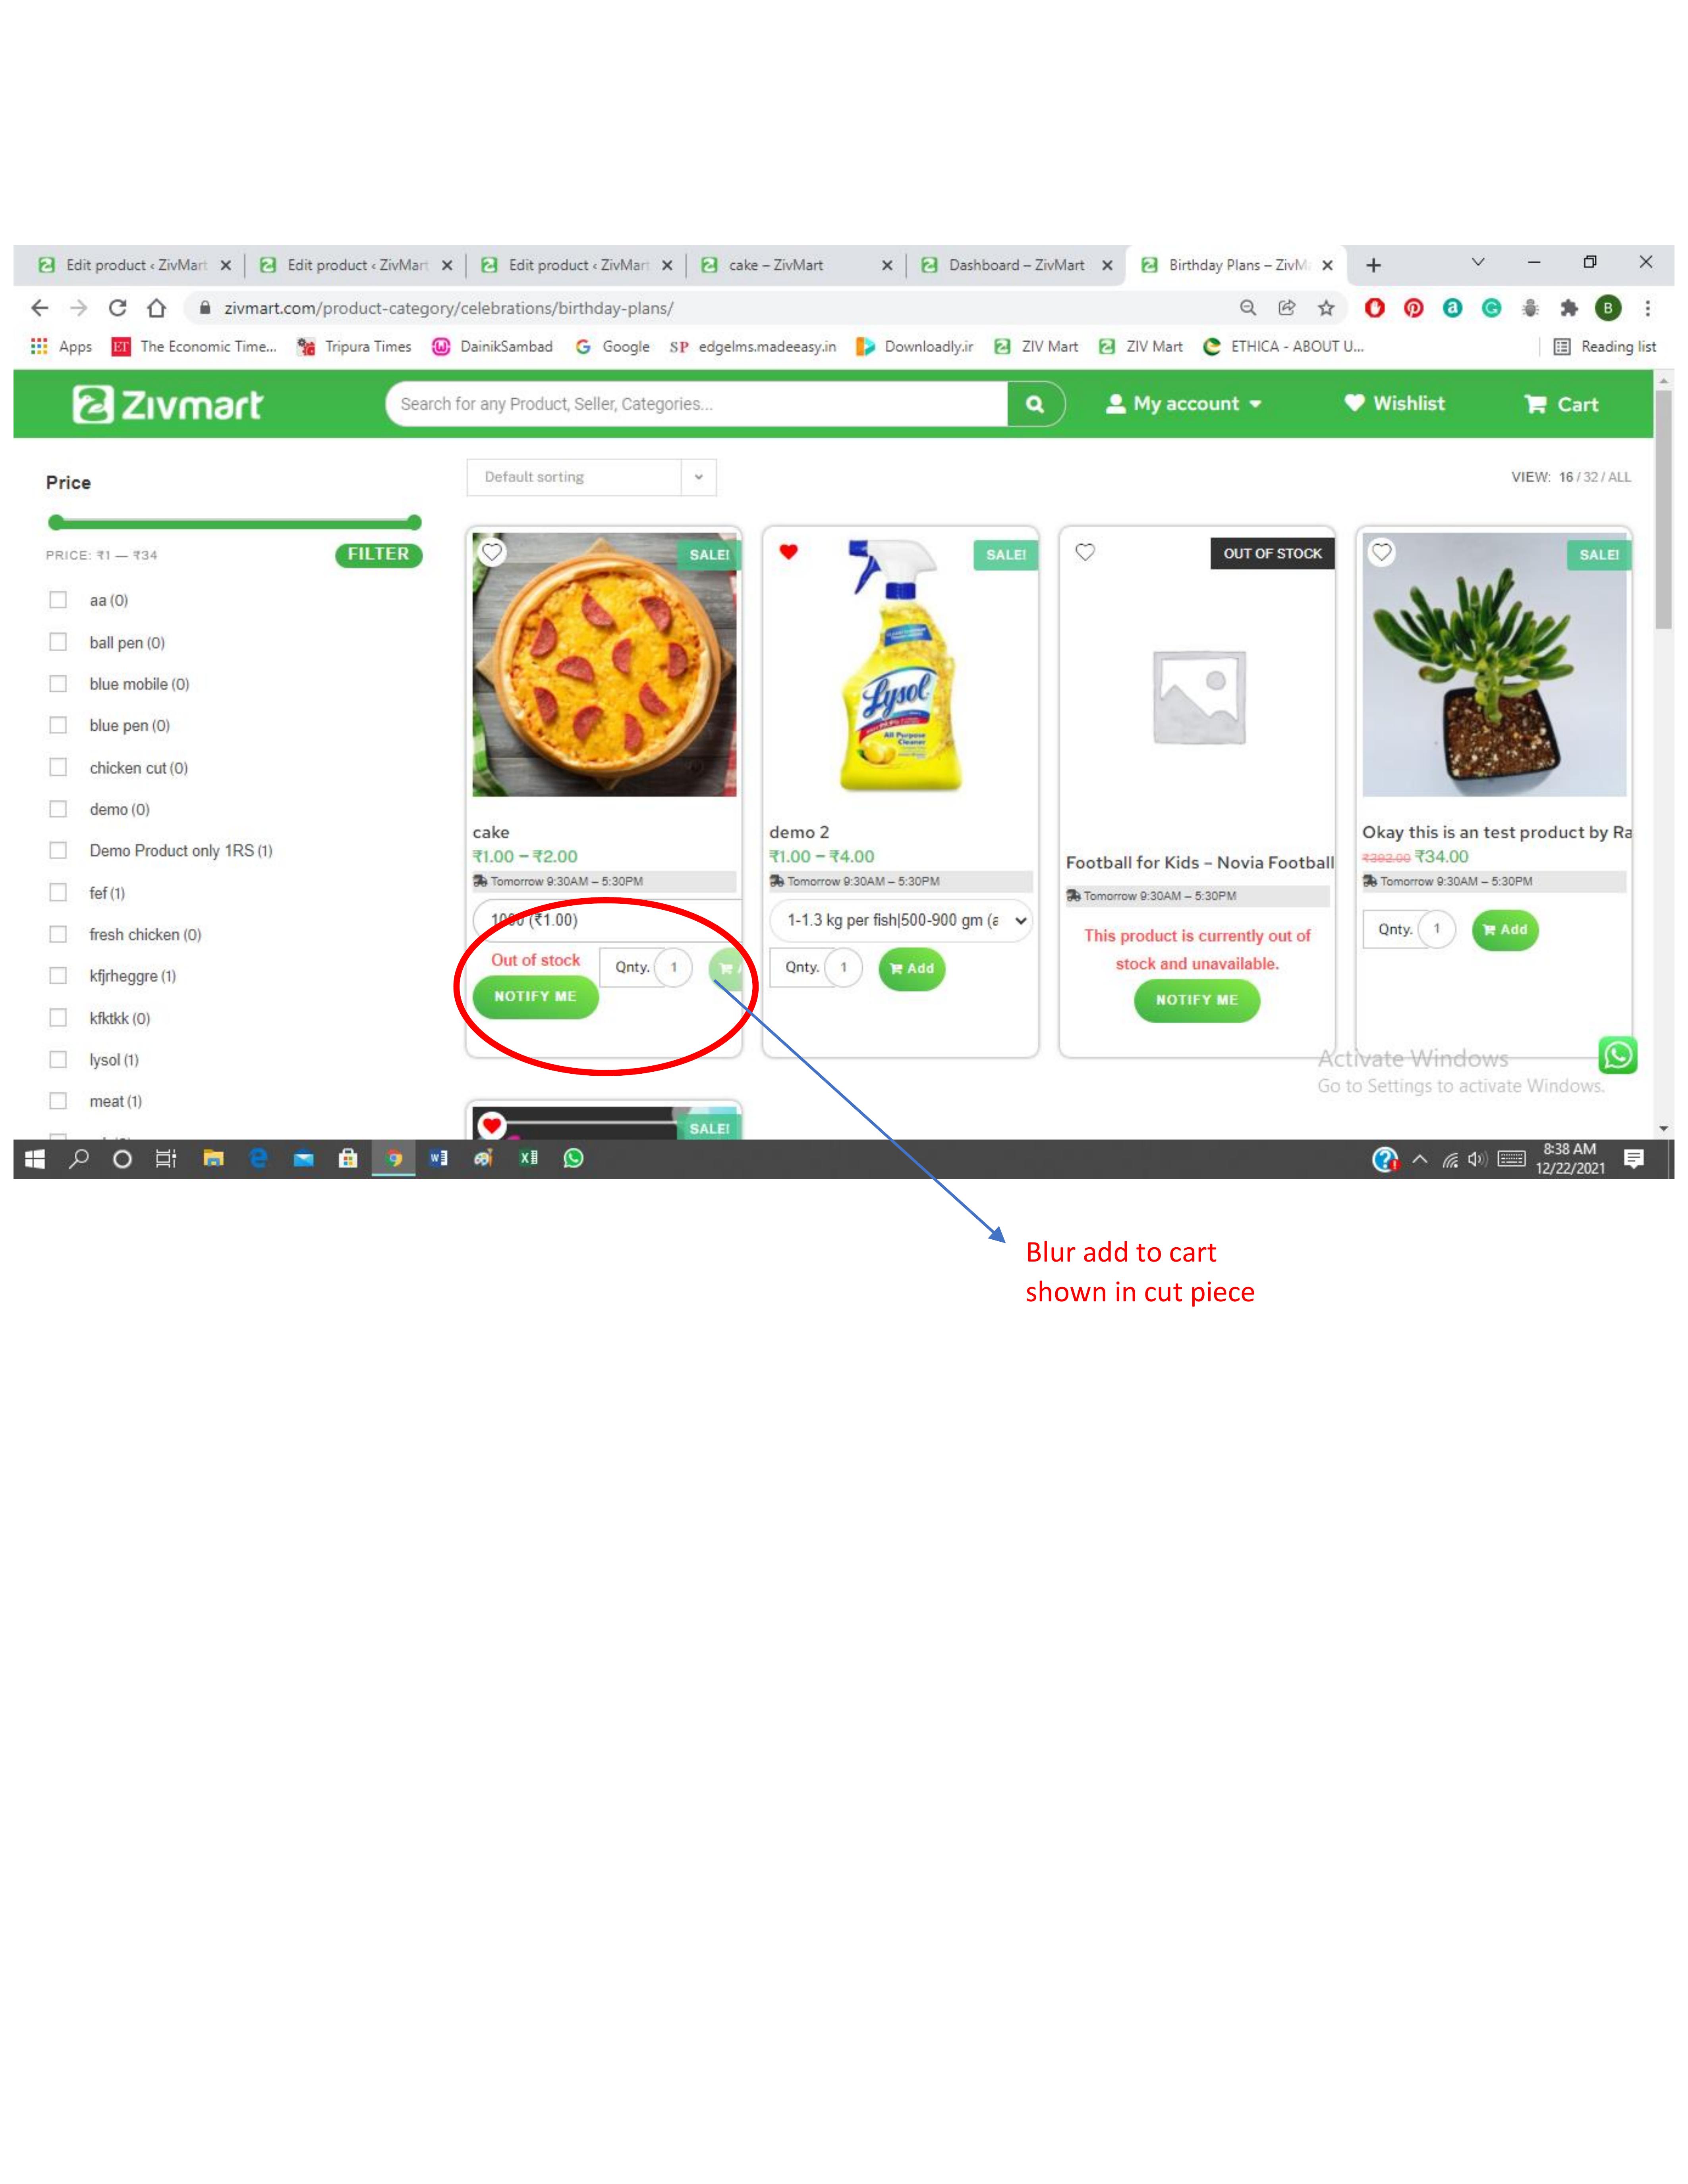 Edit product ‹ ZivMart
Edit product ‹ ZivMart
Edit product ‹ ZivMart
cake – ZivMart
Dashboard – ZivMart
Birthday Plans – ZivMa
zivmart.com/product-category/celebrations/birthday-plans/
B
Apps
ET The Economic Time...
Tripura Times
DainikSambad
Google
SP edgelms.madeeasy.in
Downloadly.ir
ZIV Mart
ZIV Mart
ETHICA - ABOUT U...
Reading list
Zivmart
Search for any Product, Seller, Categories...
My account
Wishlist
Cart
Price
Default sorting
VIEW: 16 / 32 / ALL
PRICE: ₹1 — ₹34
FILTER
aa (0)
ball pen (0)
blue mobile (0)
blue pen (0)
chicken cut (0)
demo (0)
Demo Product only 1RS (1)
fef (1)
fresh chicken (0)
kfjrheggre (1)
kfktkk (0)
lysol (1)
meat (1)
SALE!
cake
₹1.00 – ₹2.00
Tomorrow 9:30AM – 5:30PM
1000 (₹1.00)
Out of stock
Qnty. 1
NOTIFY ME
SALE!
Lysol
All Purpose
Cleaner
demo 2
₹1.00 – ₹4.00
Tomorrow 9:30AM – 5:30PM
1-1.3 kg per fish|500-900 gm (a
Qnty. 1
Add
OUT OF STOCK
Football for Kids – Novia Football
Tomorrow 9:30AM – 5:30PM
This product is currently out of
stock and unavailable.
NOTIFY ME
SALE!
Okay this is an test product by Ra
₹392.00 ₹34.00
Tomorrow 9:30AM – 5:30PM
Qnty. 1
Add
SALE!
Activate Windows
Go to Settings to activate Windows.
8:38 AM
12/22/2021
Blur add to cart
shown in cut piece